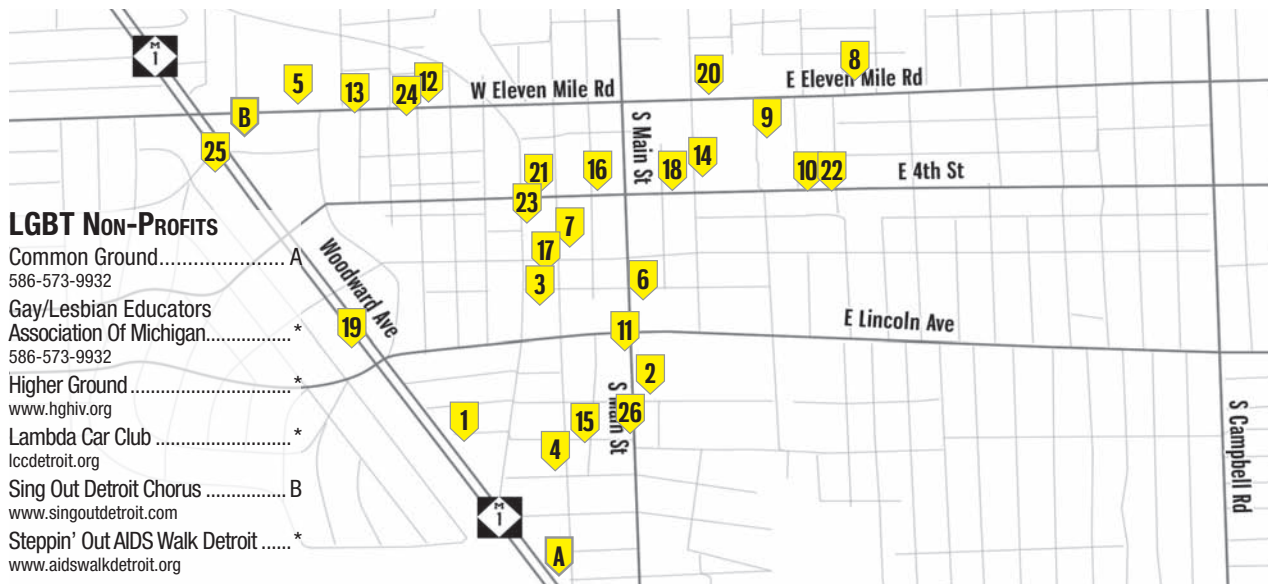 M
1
5
13
24
12
B
25
W Eleven Mile Rd
20
8
E Eleven Mile Rd
9
S Main St
21
16
18
14
10
22
E 4th St
23
7
17
3
6
Woodward Ave
19
11
E Lincoln Ave
2
S Main St
26
1
15
4
S Campbell Rd
M
1
A
LGBT Non-Profits
Common Ground...................... A
586-573-9932
Gay/Lesbian Educators
Association Of Michigan................. *
586-573-9932
Higher Ground ................................ *
www.hghiv.org
Lambda Car Club ........................... *
lccdetroit.org
Sing Out Detroit Chorus ................ B
www.singoutdetroit.com
Steppin' Out AIDS Walk Detroit ...... *
www.aidswalkdetroit.org